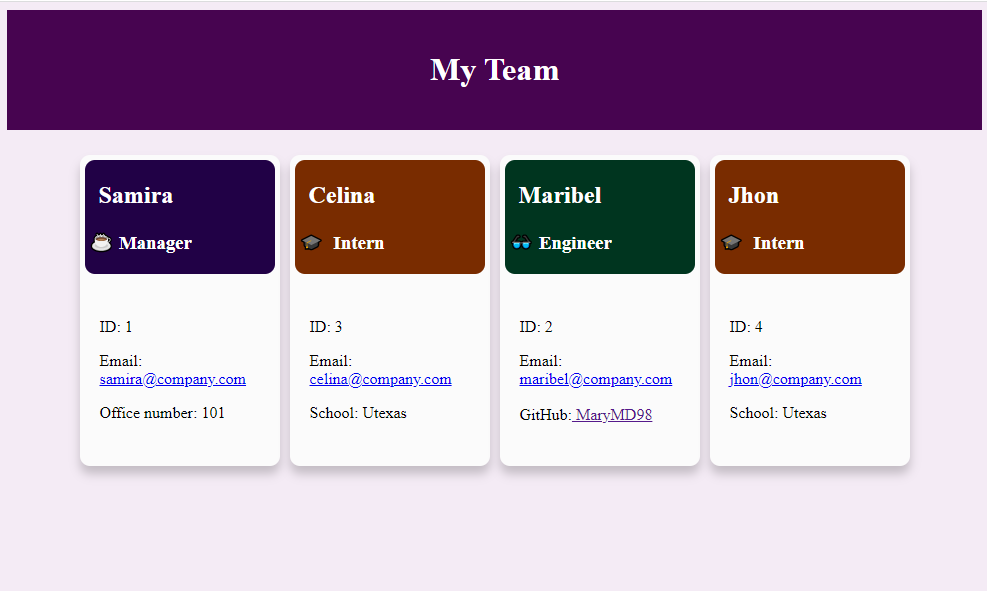 My Team
Samira
☕ Manager
ID: 1
Email:
samira@company.com
Office number: 101
Celina
🎓 Intern
ID: 3
Email:
celina@company.com
School: Utexas
Maribel
👓 Engineer
ID: 2
Email:
maribel@company.com
GitHub: MaryMD98
Jhon
🎓 Intern
ID: 4
Email:
jhon@company.com
School: Utexas